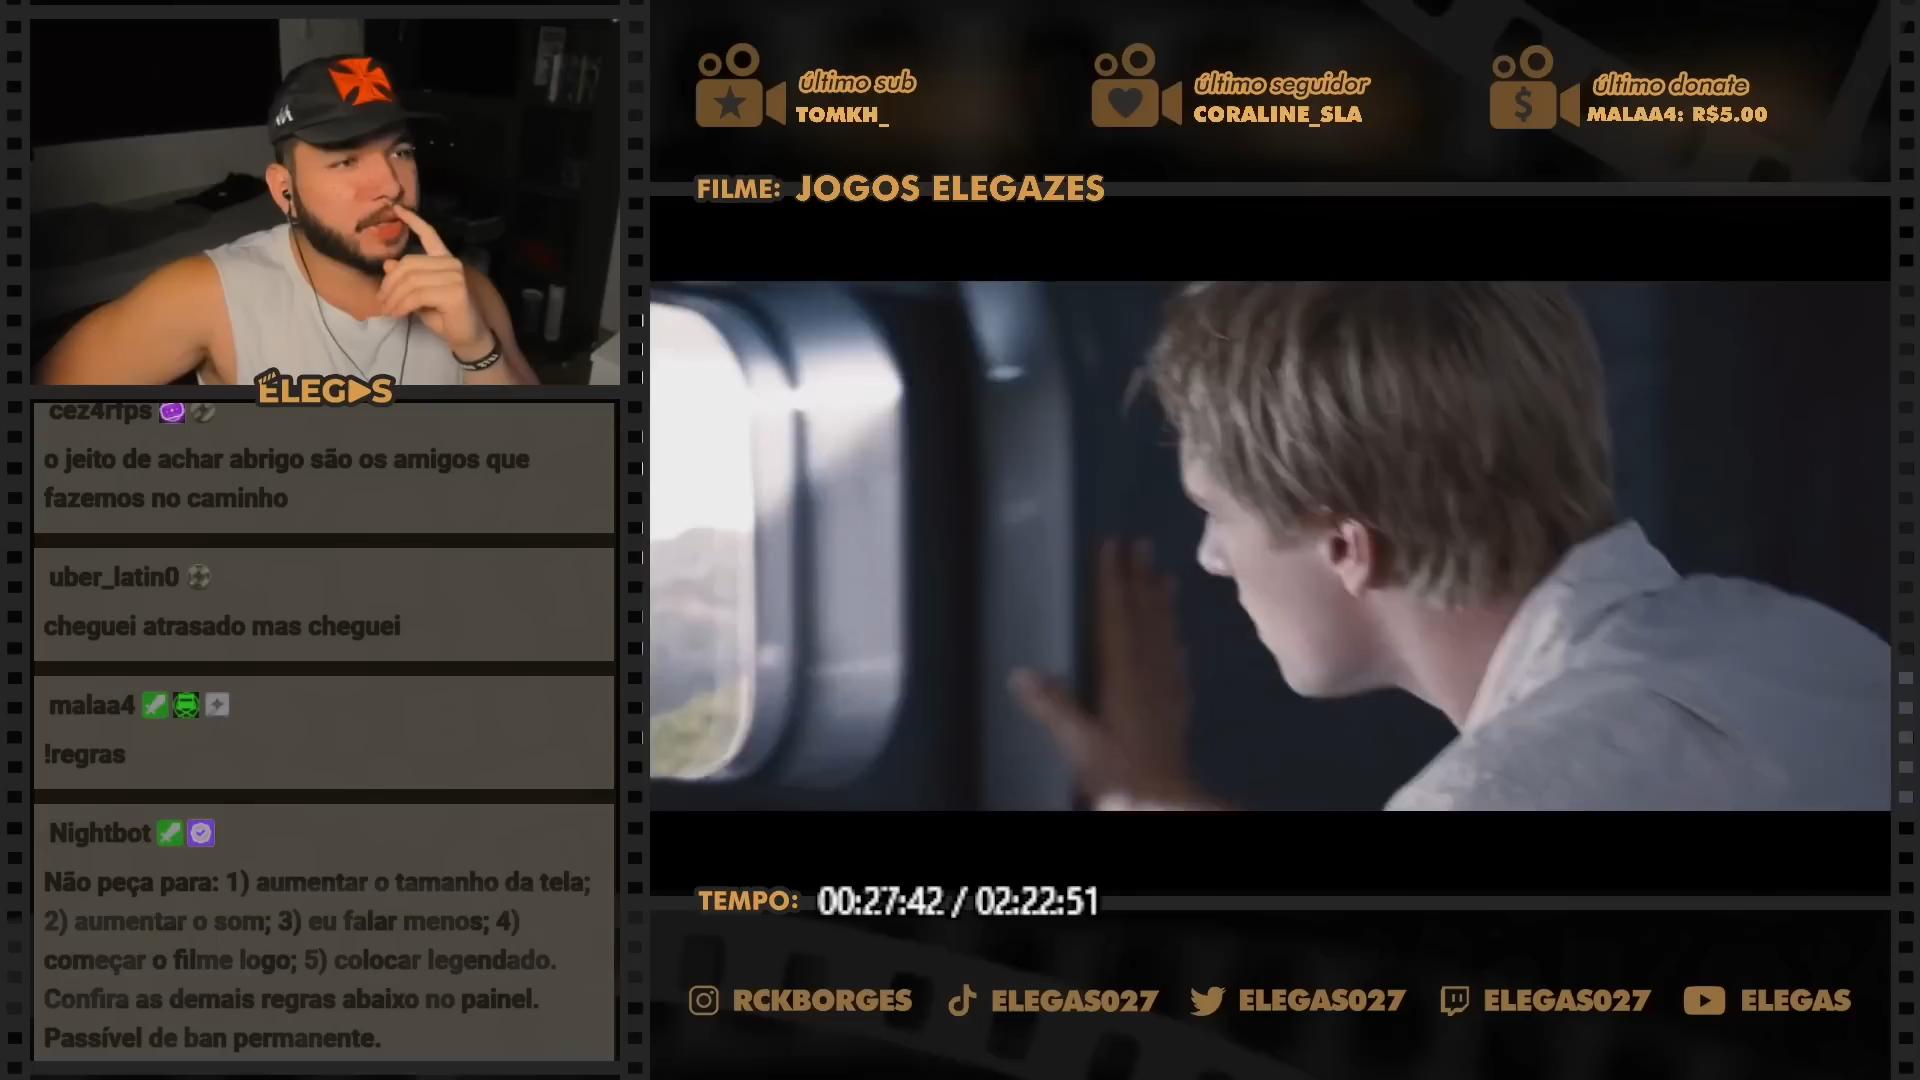 último sub
TOMKH_
último seguidor
CORALINE_SLA
último donate
MALAA4: R$5.00
FILME: JOGOS ELEGAZES
ELEGAS
cez4rfps
o jeito de achar abrigo são os amigos que
fazemos no caminho
uber_latin0
cheguei atrasado mas cheguei
malaa4
!regras
Nightbot
Não peça para: 1) aumentar o tamanho da tela;
2) aumentar o som; 3) eu falar menos; 4)
começar o filme logo; 5) colocar legendado.
Confira as demais regras abaixo no painel.
Passível de ban permanente.
TEMPO: 00:27:42 / 02:22:51
RCKBORGES
ELEGAS027
ELEGAS027
ELEGAS027
ELEGAS